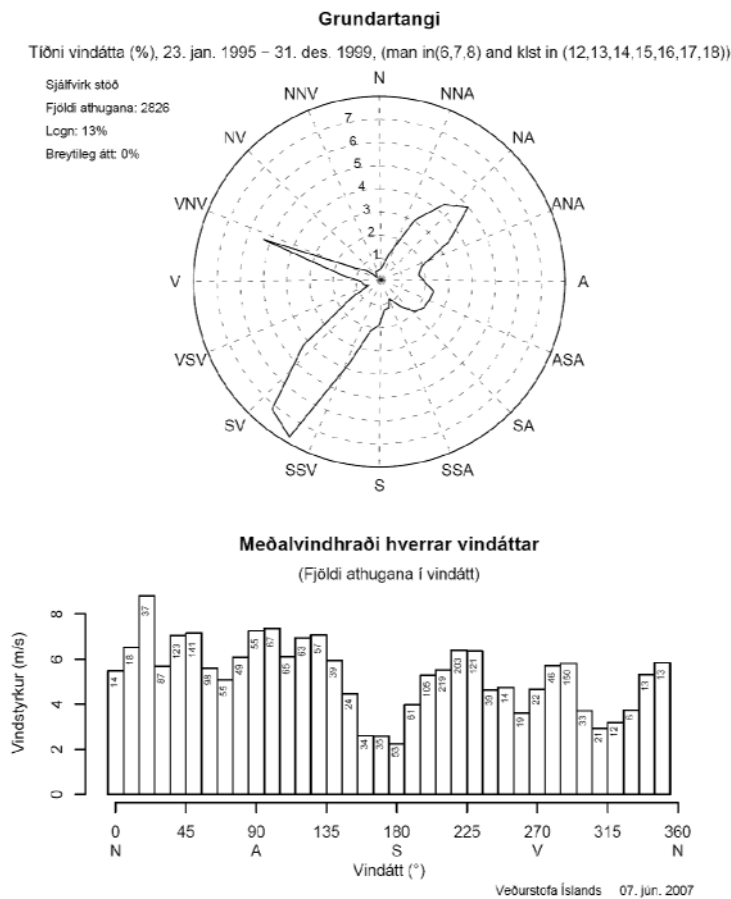 Grundartangi
Tíðni vindátta (%), 23. jan. 1995 − 31. des. 1999, (man in(6,7,8) and klst in (12,13,14,15,16,17,18))
Sjálfvirk stöð
Fjöldi athugana: 2826
Logn: 13%
Breytileg átt: 0%
N
NNV
NNA
NV
NA
VNV
ANA
V
A
VSV
ASA
SV
SA
SSV
SSA
S
7
6
5
4
3
2
1
Meðalvindhraði hverrar vindáttar
(Fjöldi athugana í vindátt)
Vindstyrkur (m/s)
8
6
4
2
0
14 18 37 87 123 141 98 55 49 55 67 65 63 57 39 24 34 35 53 61 105 219 203 121 14 19 22 46 150 33 21 12 6 13 13
0 45 90 135 180 225 270 315 360
N A S V N
Vindátt (°)
Veðurstofa Íslands 07. jún. 2007